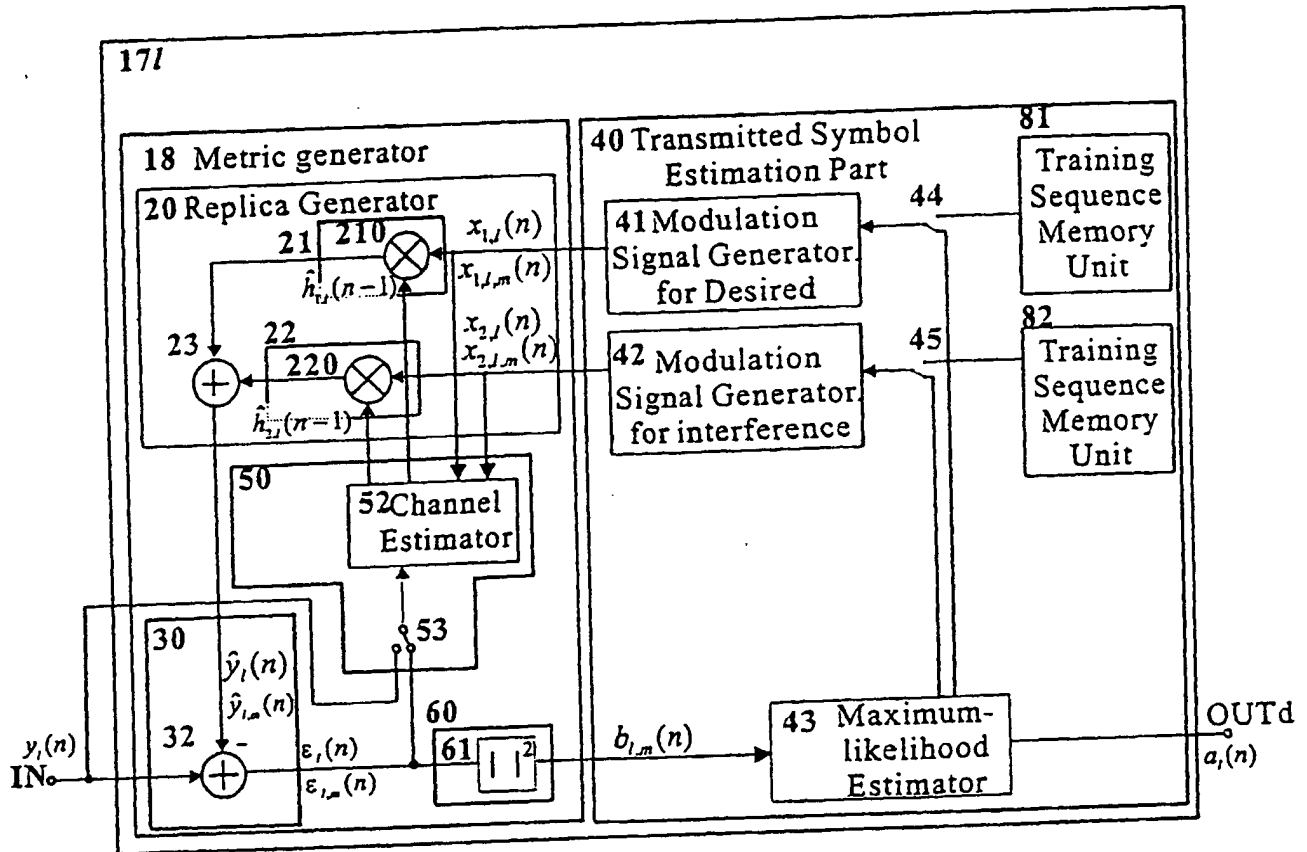 17l
18 Metric generator
20 Replica Generator
21
210
ĥ1,l(n−1)
x1,l(n)
x1,l,m(n)
x2,l(n)
x2,l,m(n)
23
22
220
ĥ2,l(n−1)
50
52 Channel
Estimator
53
30
ŷl(n)
ŷl,m(n)
32
-
yl(n)
IN
εl(n)
εl,m(n)
60
61 | |²
bl,m(n)
40 Transmitted Symbol
Estimation Part
41 Modulation
Signal Generator.
for Desired
42 Modulation
Signal Generator.
for interference
44
45
81
Training
Sequence
Memory
Unit
82
Training
Sequence
Memory
Unit
43 Maximum-
likelihood
Estimator
OUTd
al(n)